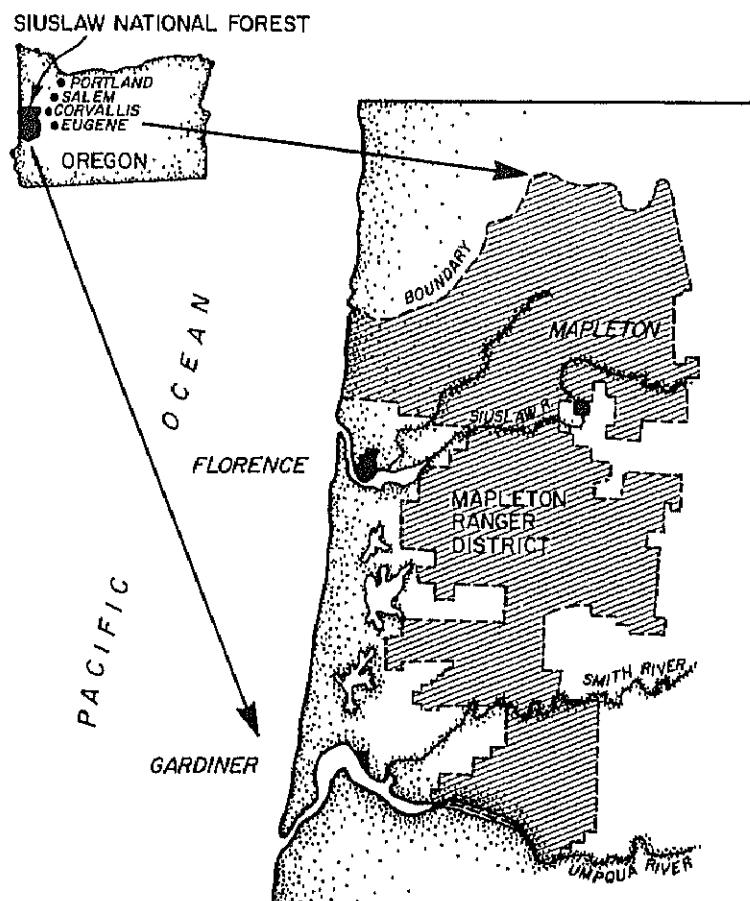 SIUSLAW NATIONAL FOREST
PORTLAND
SALEM
CORVALLIS
EUGENE
OREGON
BOUNDARY
MAPLETON
OCEAN
SIUSLAW R.
FLORENCE
MAPLETON
RANGER
DISTRICT
PACIFIC
SMITH RIVER
GARDINER
UMPQUA RIVER